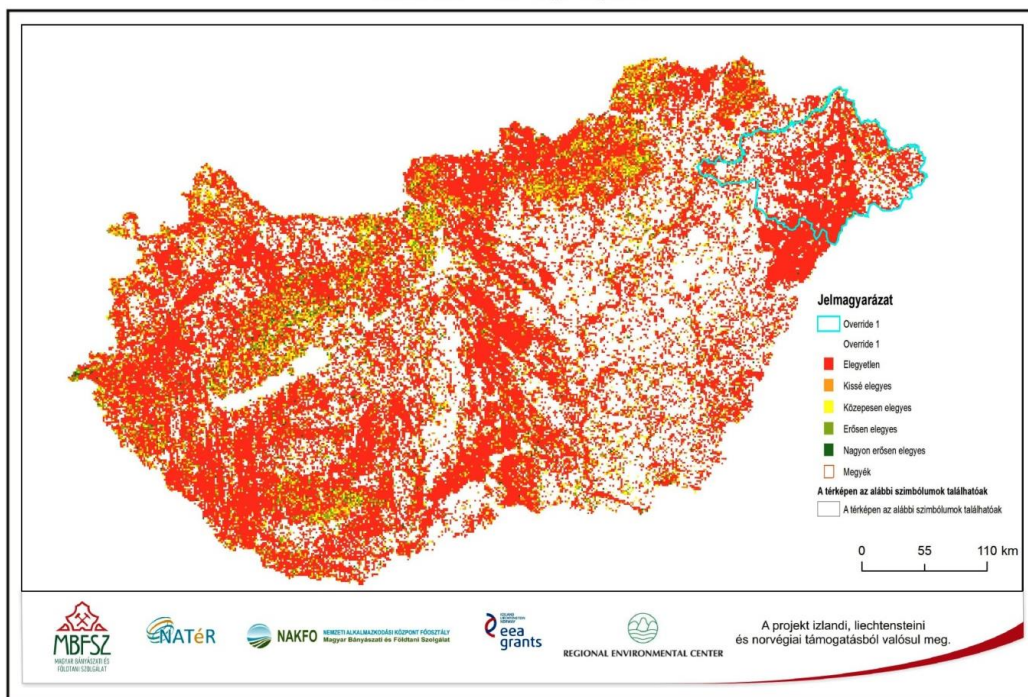 Jelmagyarázat
Override 1
Override 1
Elegyetlen
Kissé elegyes
Közepesen elegyes
Erősen elegyes
Nagyon erősen elegyes
Megyék
A térképen az alábbi szimbólumok találhatóak
A térképen az alábbi szimbólumok találhatóak
0 55 110 km
MBFSZ
MAGYAR BÁNYÁSZATI ÉS
FÖLDTANI SZOLGÁLAT
NATéR
NAKFO
NEMZETI ALKALMAZKODÁSI KÖZPONT FŐOSZTÁLY
Magyar Bányászati és Földtani Szolgálat
ICELAND
LIECHTENSTEIN
NORWAY
eea
grants
REGIONAL ENVIRONMENTAL CENTER
A projekt izlandi, liechtensteini
és norvégiai támogatásból valósul meg.